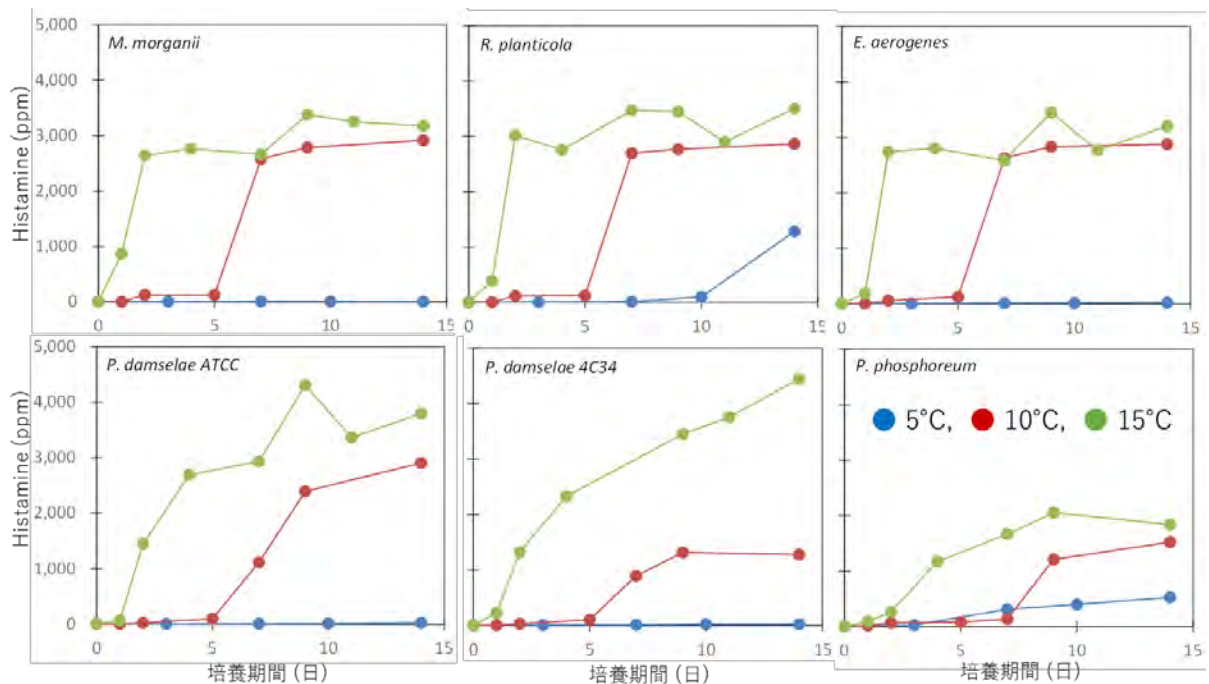 M. morganii
R. planticola
E. aerogenes
Histamine (ppm)
5,000
4,000
3,000
2,000
1,000
0
0 5 10 15
0 5 10 15
0 5 10 15
P. damselae ATCC
P. damselae 4C34
P. phosphoreum
5°C, 10°C, 15°C
Histamine (ppm)
5,000
4,000
3,000
2,000
1,000
0
0 5 10 15
0 5 10 15
0 5 10 15
培養期間 (日)
培養期間 (日)
培養期間 (日)